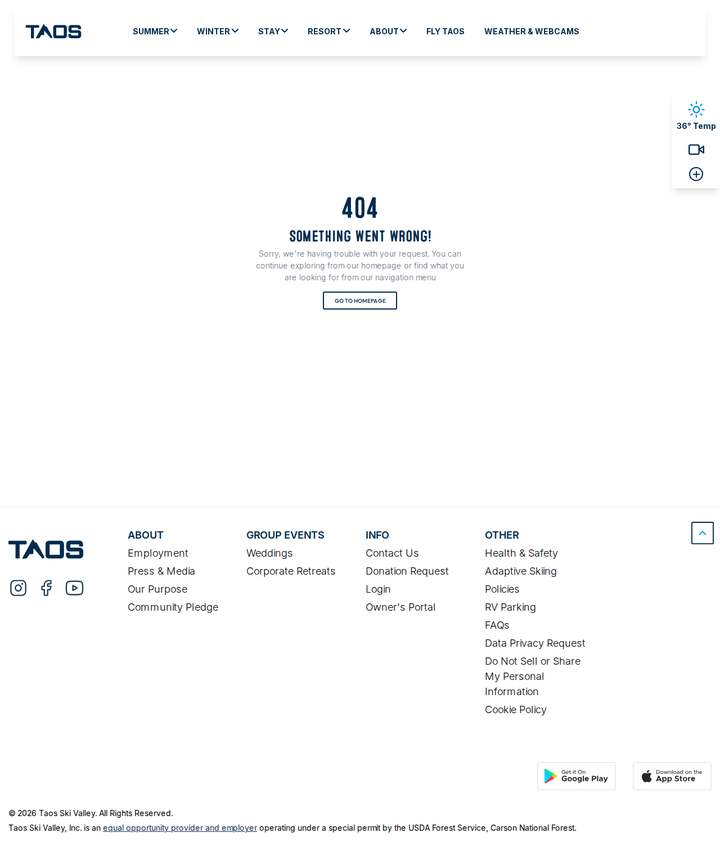 TAOS
SUMMER WINTER STAY RESORT ABOUT FLY TAOS WEATHER & WEBCAMS
36° Temp
404
SOMETHING WENT WRONG!
Sorry, we're having trouble with your request. You can
continue exploring from our homepage or find what you
are looking for from our navigation menu
GO TO HOMEPAGE
TAOS
ABOUT
Employment
Press & Media
Our Purpose
Community Pledge
GROUP EVENTS
Weddings
Corporate Retreats
INFO
Contact Us
Donation Request
Login
Owner's Portal
OTHER
Health & Safety
Adaptive Skiing
Policies
RV Parking
FAQs
Data Privacy Request
Do Not Sell or Share
My Personal
Information
Cookie Policy
Get it On
Google Play
Download on the
App Store
© 2026 Taos Ski Valley. All Rights Reserved.
Taos Ski Valley, Inc. is an equal opportunity provider and employer operating under a special permit by the USDA Forest Service, Carson National Forest.